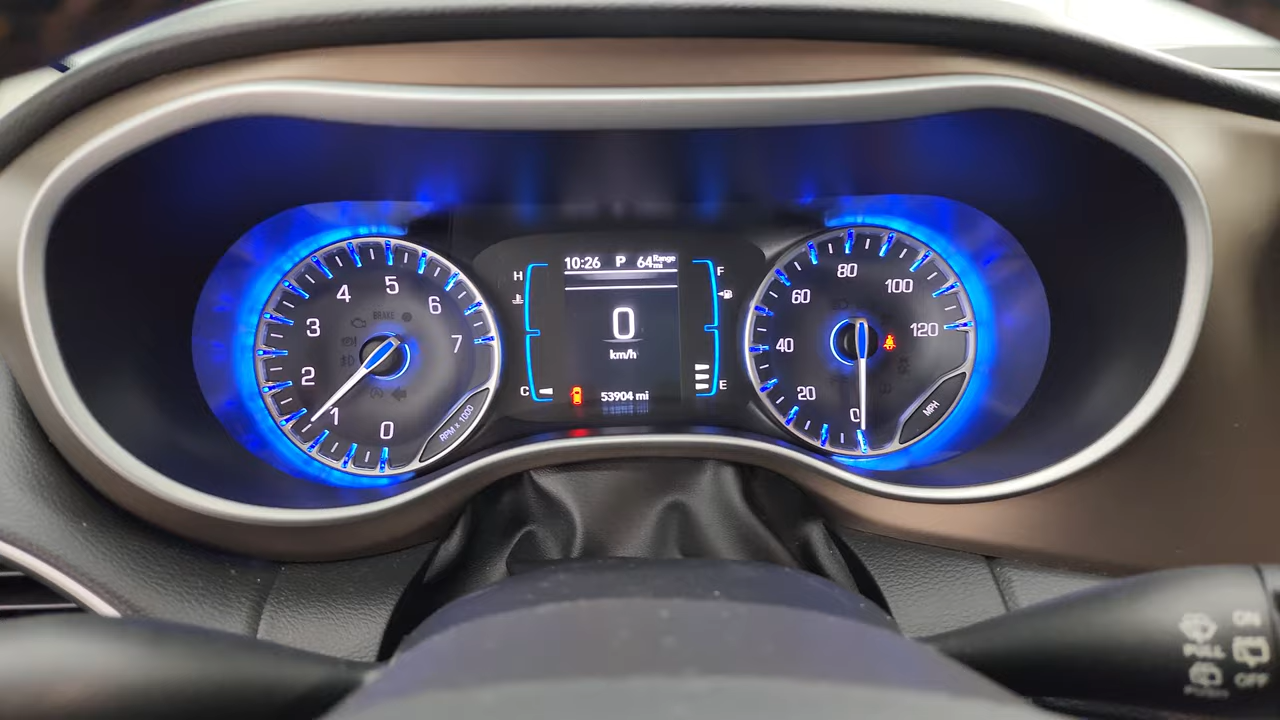 10:26 P 64 Range mi
H
F
0
km/h
C
E
53904 mi
0
1
2
3
4
5
6
7
RPM x 1000
BRAKE
0
20
40
60
80
100
120
MPH
PULL
ON
OFF